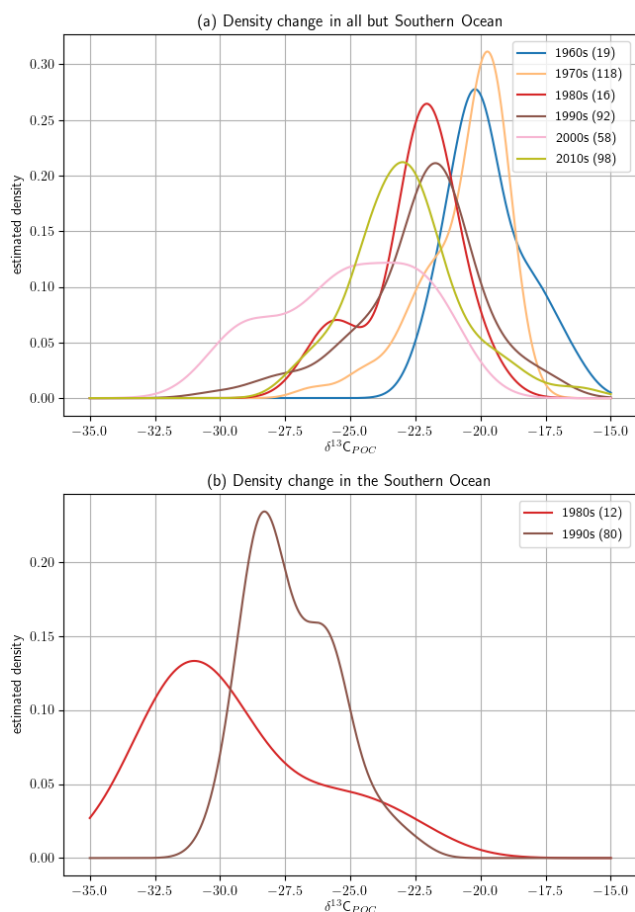 (a) Density change in all but Southern Ocean
estimated density
0.30
0.25
0.20
0.15
0.10
0.05
0.00
1960s (19)
1970s (118)
1980s (16)
1990s (92)
2000s (58)
2010s (98)
−35.0 −32.5 −30.0 −27.5 −25.0 −22.5 −20.0 −17.5 −15.0
δ¹³C_POC
(b) Density change in the Southern Ocean
estimated density
0.20
0.15
0.10
0.05
0.00
1980s (12)
1990s (80)
−35.0 −32.5 −30.0 −27.5 −25.0 −22.5 −20.0 −17.5 −15.0
δ¹³C_POC